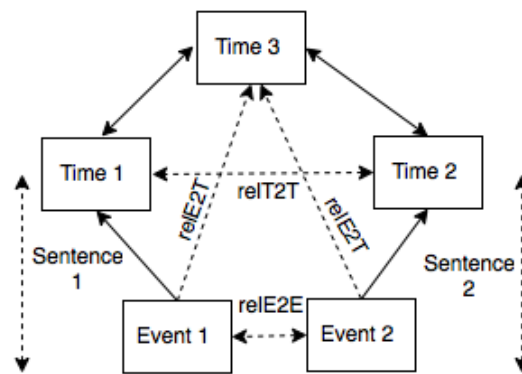 Time 3
Time 1
Time 2
relT2T
relE2T
relE2T
Sentence
1
Sentence
2
relE2E
Event 1
Event 2